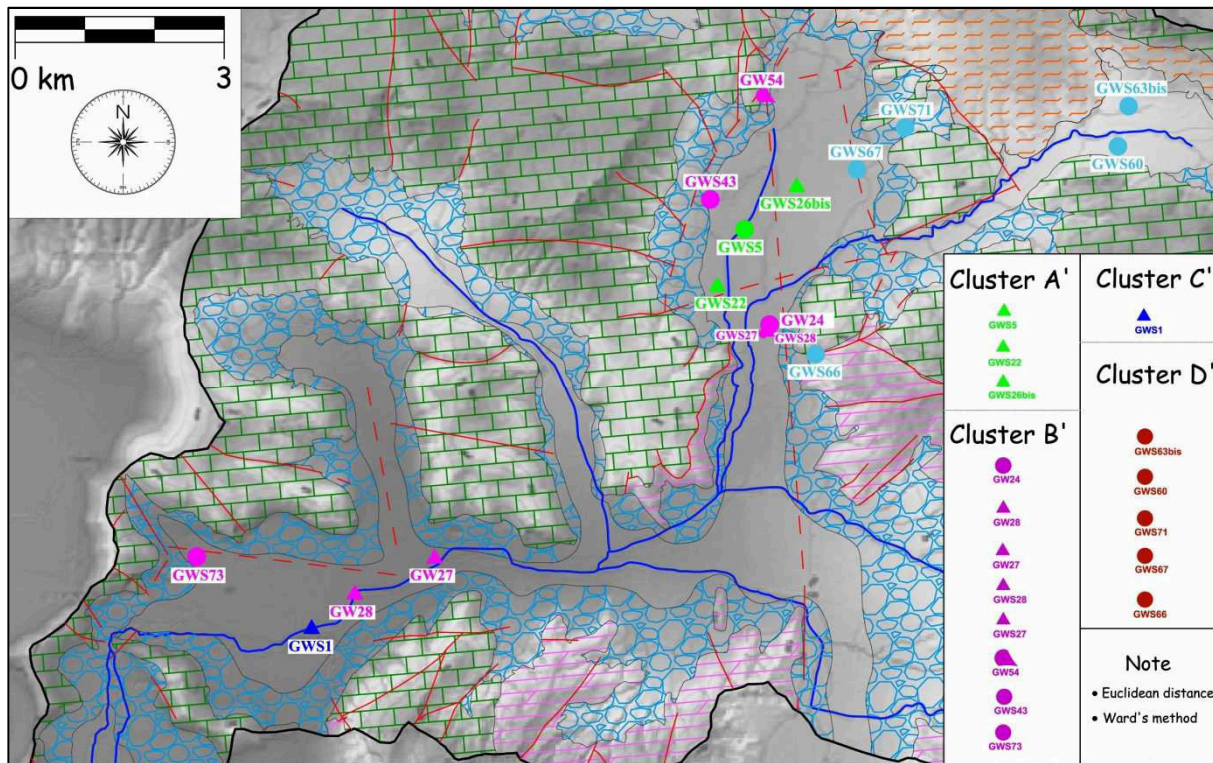 0 km 3
N
GW54
GWS63bis
GWS71
GWS60
GWS67
GWS43
GWS26bis
GWS5
GWS22
GW24
GWS27
GWS28
GWS66
GWS73
GW27
GW28
GWS1
Cluster A'
GWS5
GWS22
GWS26bis
Cluster B'
GW24
GW28
GW27
GWS28
GWS27
GW54
GWS43
GWS73
Cluster C'
GWS1
Cluster D'
GWS63bis
GWS60
GWS71
GWS67
GWS66
Note
• Euclidean distance
• Ward's method